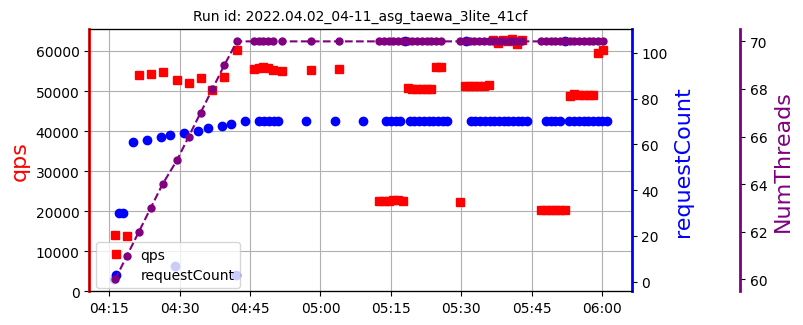 Run id: 2022.04.02_04-11_asg_taewa_3lite_41cf
60000
50000
40000
30000
20000
10000
0
qps
100
80
60
40
20
0
requestCount
70
68
66
64
62
60
NumThreads
qps
requestCount
04:15 04:30 04:45 05:00 05:15 05:30 05:45 06:00